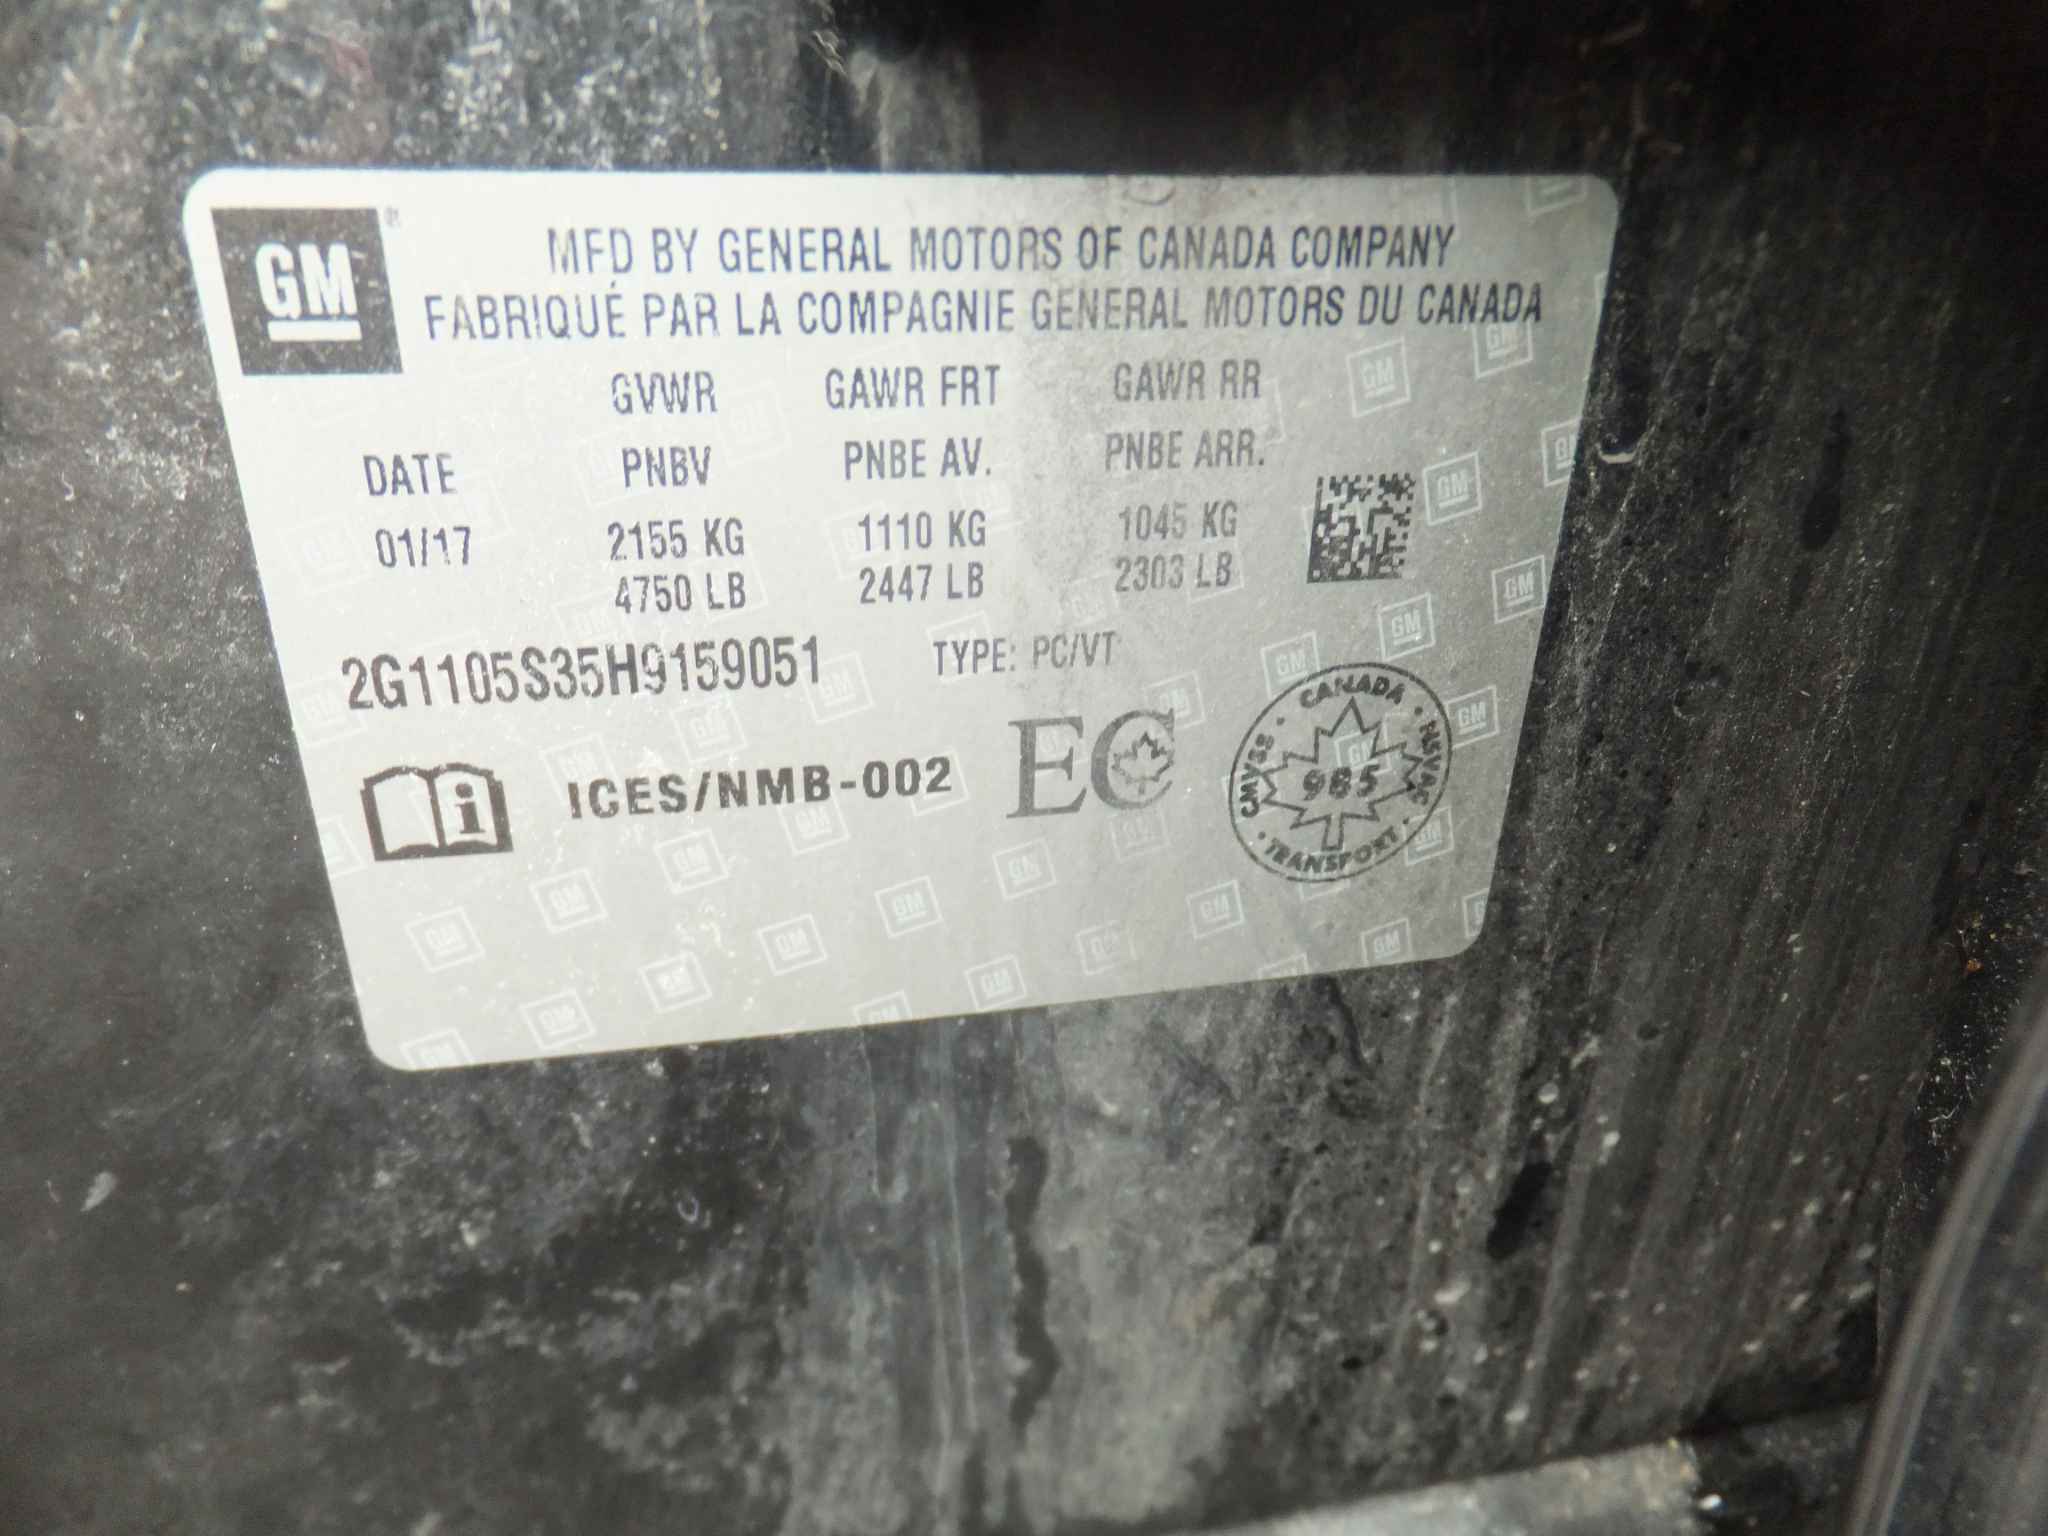 GM
MFD BY GENERAL MOTORS OF CANADA COMPANY
FABRIQUÉ PAR LA COMPAGNIE GENERAL MOTORS DU CANADA
GVWR GAWR FRT GAWR RR
DATE PNBV PNBE AV. PNBE ARR.
01/17 2155 KG 1110 KG 1045 KG
4750 LB 2447 LB 2303 LB
2G1105S35H9159051 TYPE: PC/VT
ICES/NMB-002 EC
CANADA
CMVSS 985 NSVAC
TRANSPORT